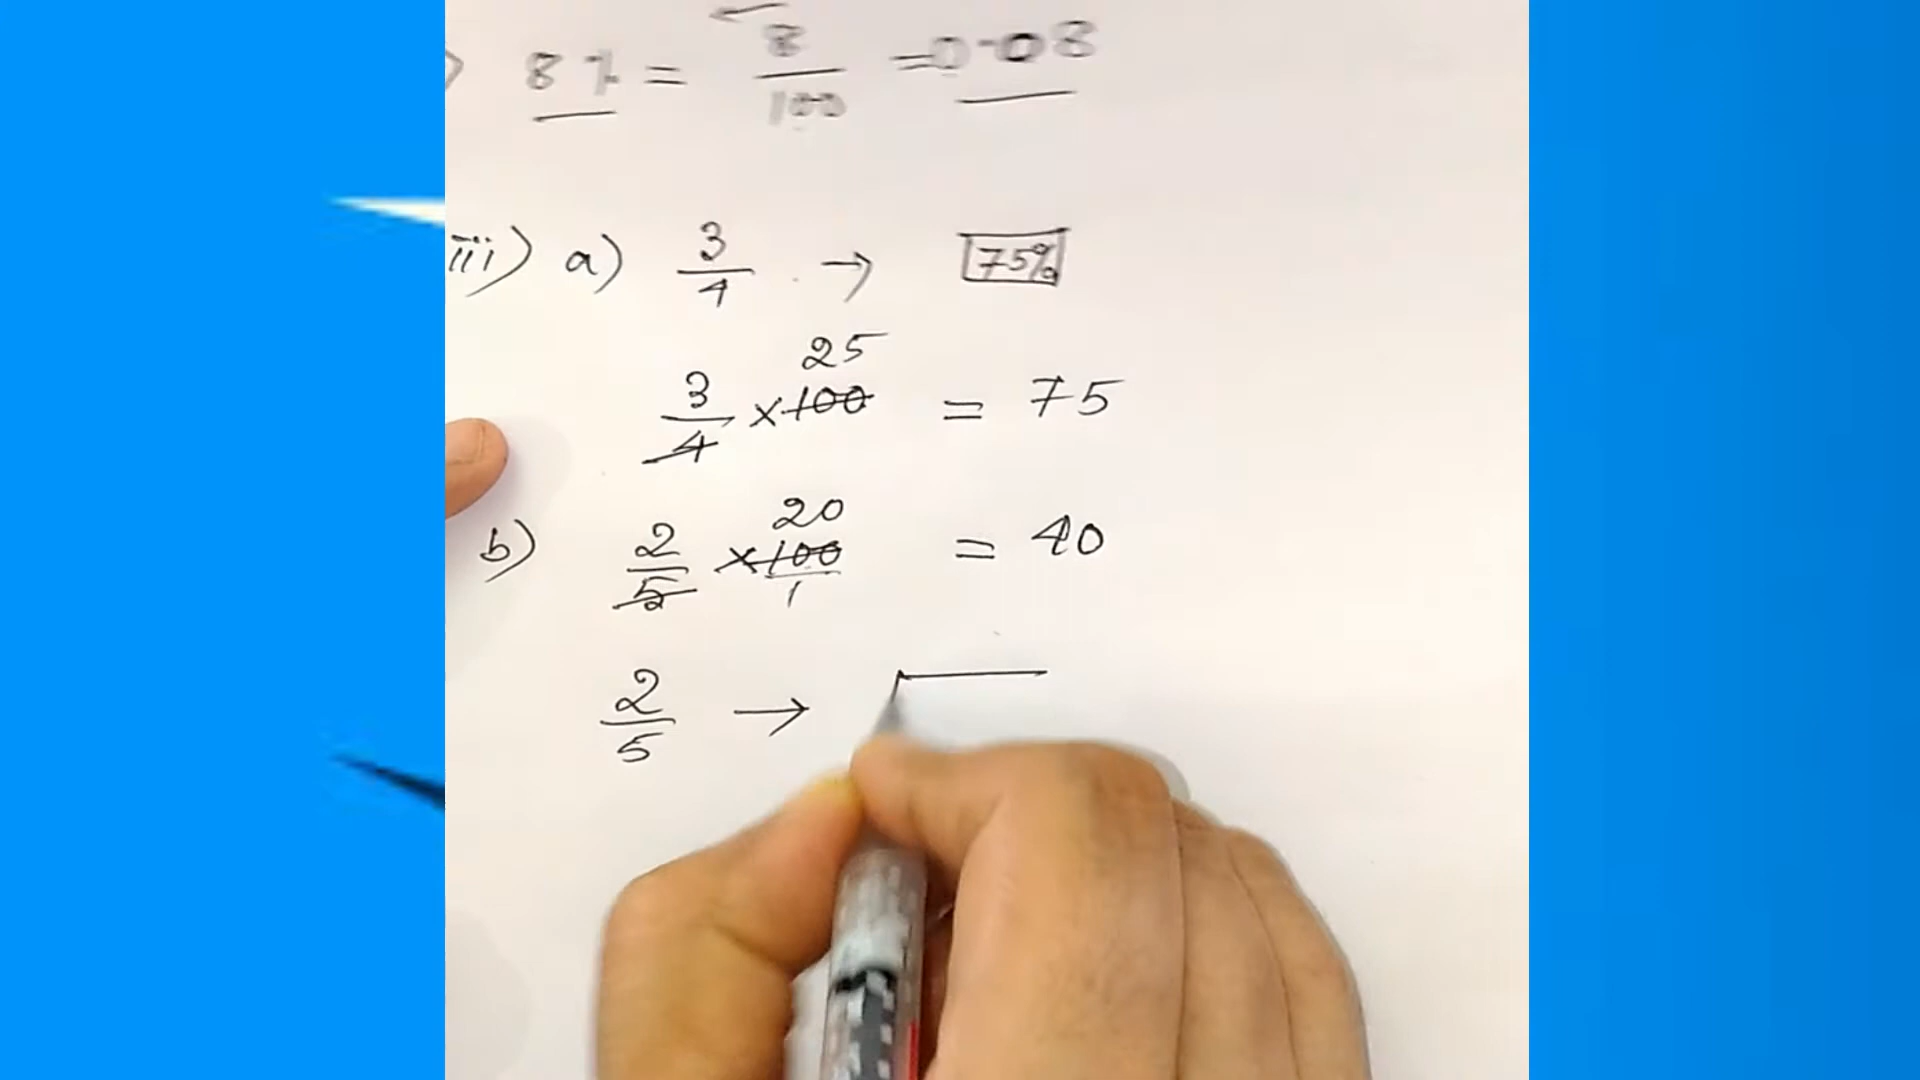 ) 8% = 8/100 = 0.08
iii) a) 3/4 → 75%
25
3/4 × 100 = 75
20
b) 2/5 × 100/1 = 40
2/5 →